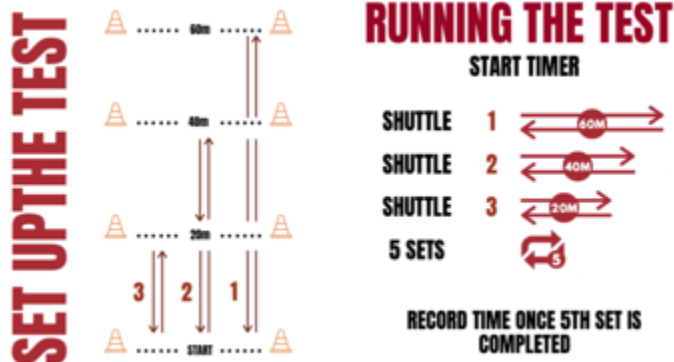 SET UPTHE TEST
60m
40m
20m
3 2 1
START
RUNNING THE TEST
START TIMER
SHUTTLE 1 60M
SHUTTLE 2 40M
SHUTTLE 3 20M
5 SETS 5
RECORD TIME ONCE 5TH SET IS
COMPLETED